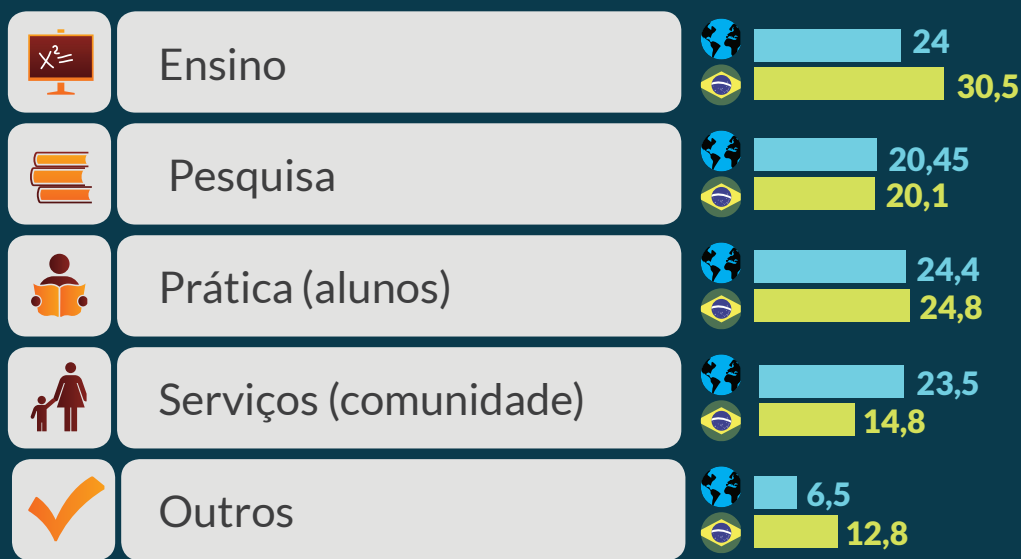 X²=
Ensino
24
30,5
Pesquisa
20,45
20,1
Prática (alunos)
24,4
24,8
Serviços (comunidade)
23,5
14,8
Outros
6,5
12,8